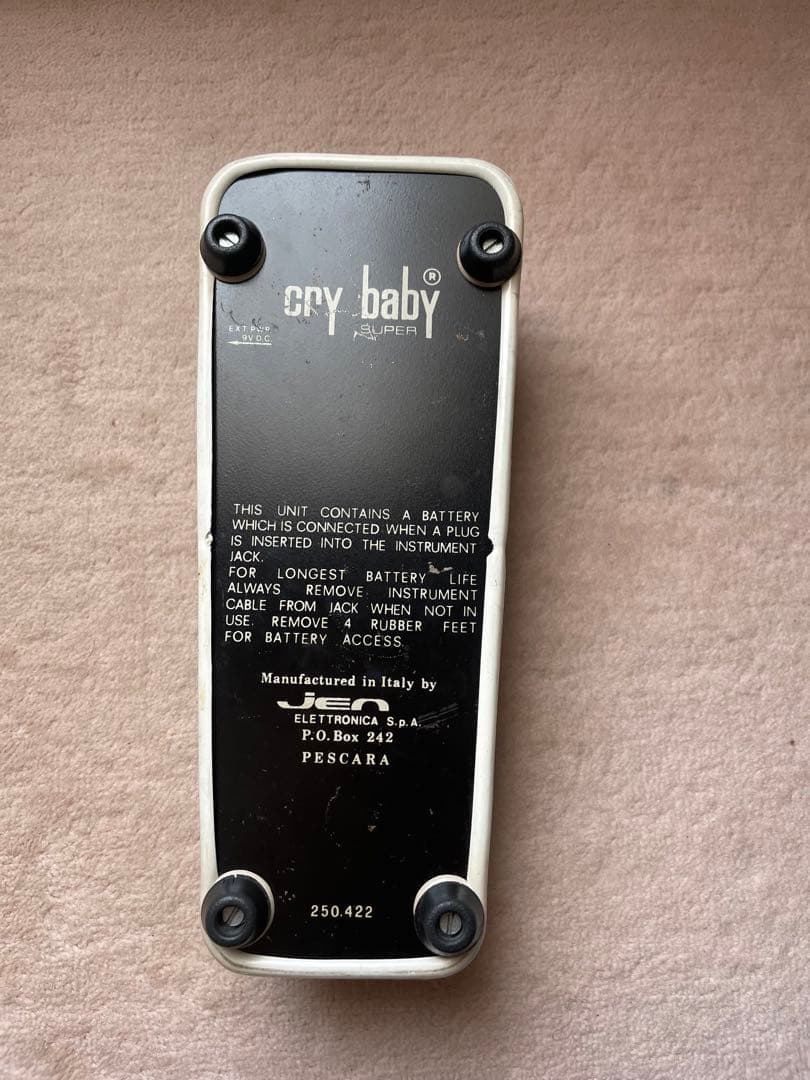 cry baby®
SUPER
EXT. PWR
9V D.C.
THIS UNIT CONTAINS A BATTERY
WHICH IS CONNECTED WHEN A PLUG
IS INSERTED INTO THE INSTRUMENT
JACK.
FOR LONGEST BATTERY LIFE
ALWAYS REMOVE INSTRUMENT
CABLE FROM JACK WHEN NOT IN
USE. REMOVE 4 RUBBER FEET
FOR BATTERY ACCESS.
Manufactured in Italy by
Jen
ELETTRONICA S.p.A.
P.O. Box 242
PESCARA
250.422